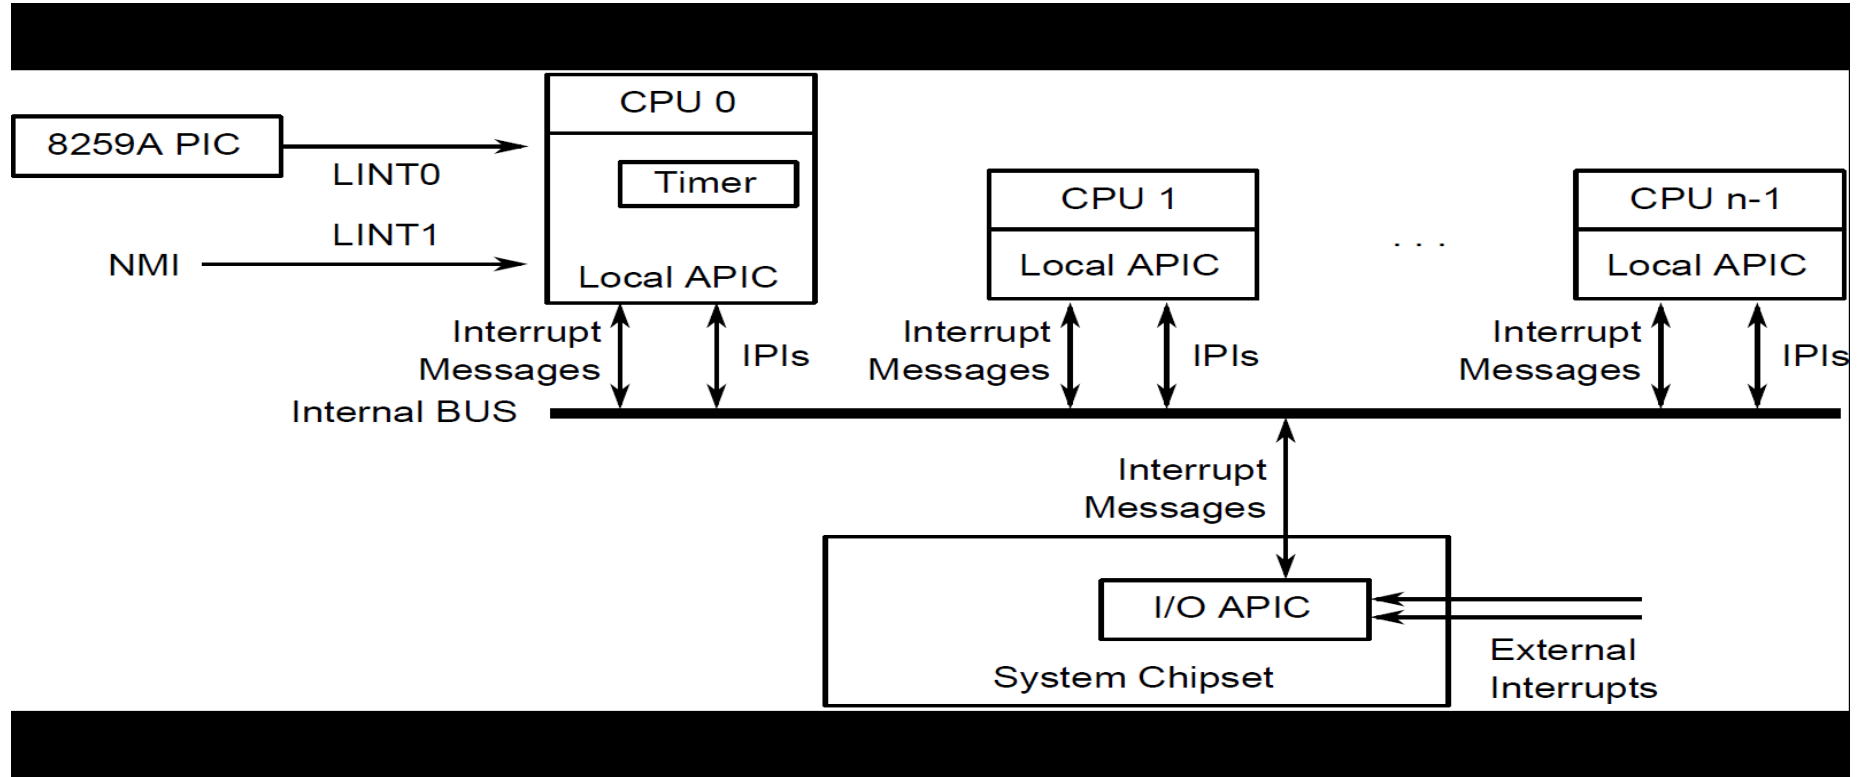 CPU 0
8259A PIC
LINT0
Timer
LINT1
NMI
Local APIC
CPU 1
Local APIC
. . .
CPU n-1
Local APIC
Interrupt
Messages
IPIs
Interrupt
Messages
IPIs
Interrupt
Messages
IPIs
Internal BUS
Interrupt
Messages
I/O APIC
System Chipset
External
Interrupts